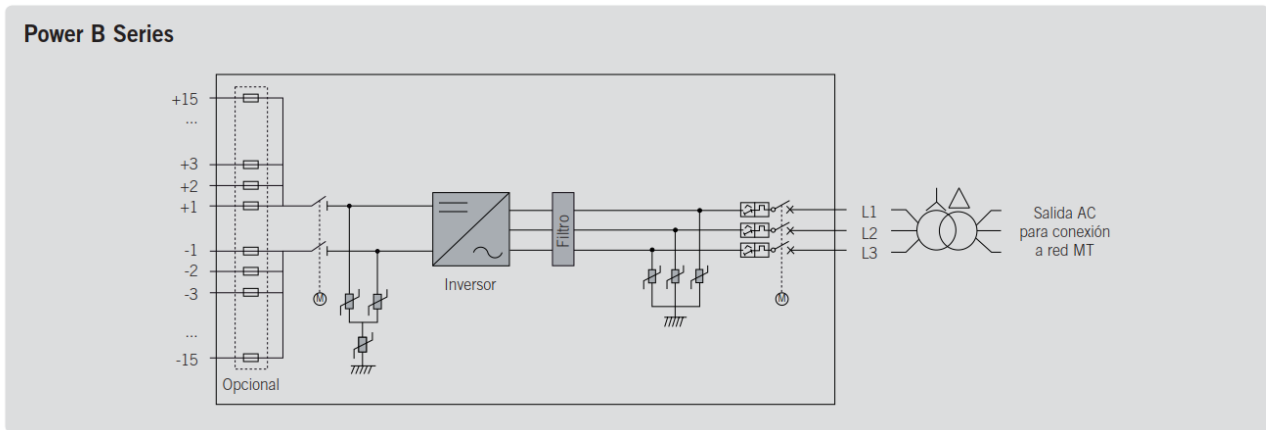 Power B Series
+15
...
+3
+2
+1
-1
-2
-3
...
-15
Opcional
M
Inversor
Filtro
M
L1
L2
L3
Salida AC
para conexión
a red MT